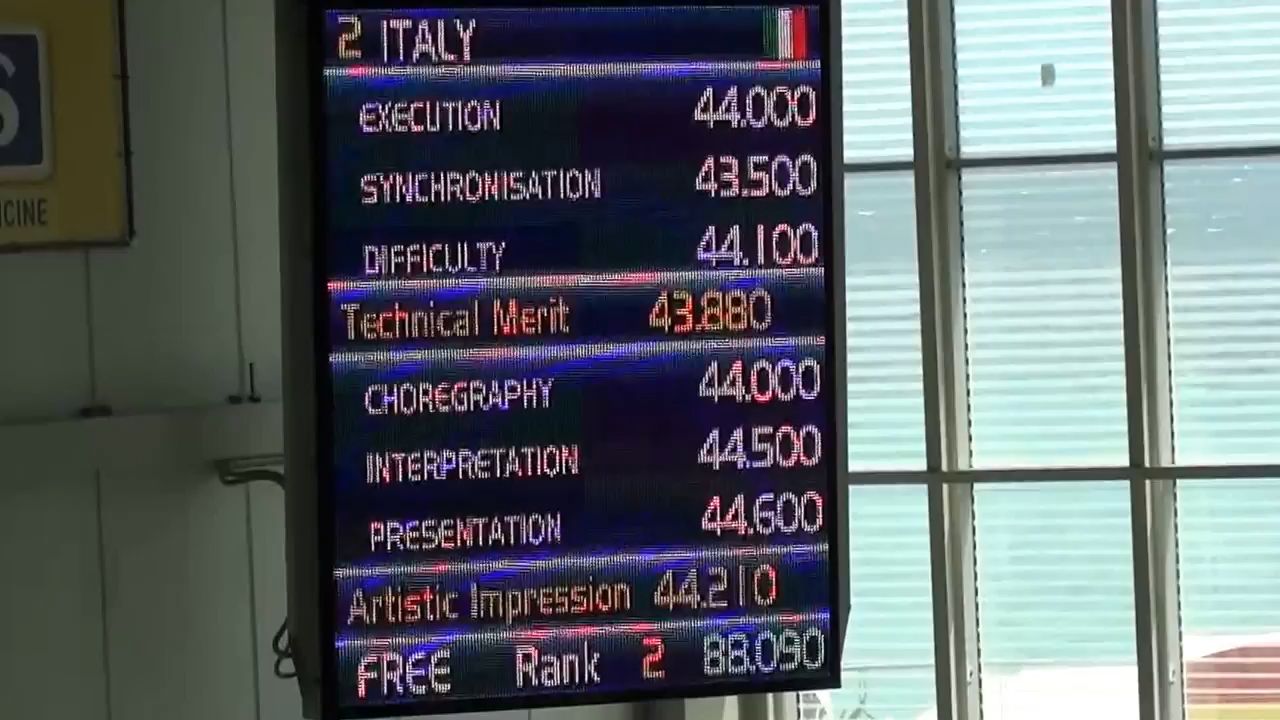 2 ITALY
EXECUTION 44.000
SYNCHRONISATION 43.500
DIFFICULTY 44.100
Technical Merit 43.880
CHOREGRAPHY 44.000
INTERPRETATION 44.500
PRESENTATION 44.600
Artistic Impression 44.210
FREE Rank 2 88.090